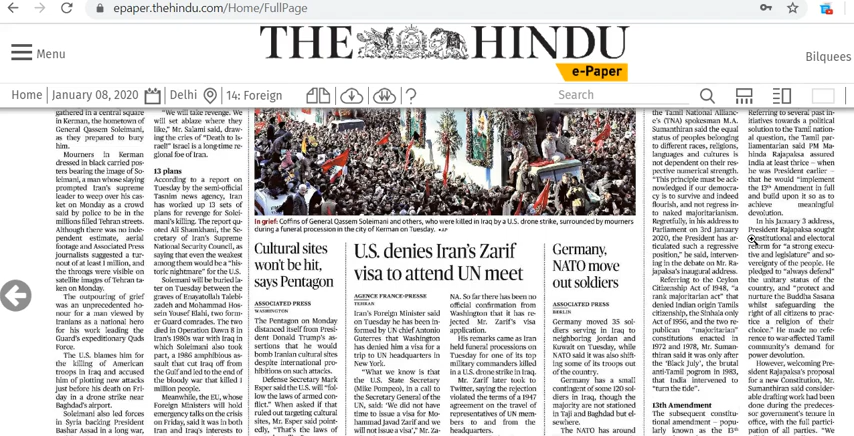 epaper.thehindu.com/Home/FullPage
Menu
THE HINDU
e-Paper
Bilquees
Home | January 08, 2020 | Delhi | 14: Foreign
?
Search
gathered in a central square
in Kerman, the hometown of
General Qassem Soleimani,
as they prepared to bury
him.
Mourners in Kerman
dressed in black carried post-
ers bearing the image of So-
leimani, a man whose slaying
prompted Iran's supreme
leader to weep over his cas-
ket on Monday as a crowd
said by police to be in the
millions filled Tehran streets.
Although there was no inde-
pendent estimate, aerial
footage and Associated Press
journalists suggested a tur-
nout of at least 1 million, and
the throngs were visible on
satellite images of Tehran ta-
ken on Monday.
The outpouring of grief
was an unprecedented ho-
nour for a man viewed by
Iranians as a national hero
for his work leading the
Guard's expeditionary Quds
Force.
The U.S. blames him for
the killing of American
troops in Iraq and accused
him of plotting new attacks
just before his death on Fri-
day in a drone strike near
Baghdad's airport.
Soleimani also led forces
in Syria backing President
Bashar Assad in a long war,
"We will take revenge. We
will set ablaze where they
like," Mr. Salami said, draw-
ing the cries of "Death to Is-
rael!" Israel is a long-time re-
gional foe of Iran.
13 plans
According to a report on
Tuesday by the semi-official
Tasnim news agency, Iran
has worked up 13 sets of
plans for revenge for Solei-
mani's killing. The report qu-
oted Ali Shamkhani, the Se-
cretary of Iran's Supreme
National Security Council, as
saying that even the weakest
among them would be a "his-
toric nightmare" for the U.S.
Soleimani will be buried la-
ter on Tuesday between the
graves of Enayatollah Talebi-
zadeh and Mohammad Hos-
sein Yousef Elahi, two former
Guard comrades. The two
died in Operation Dawn 8 in
Iran's 1980s war with Iraq in
which Soleimani also took
part, a 1986 amphibious as-
sault that cut Iraq off from
the Gulf and led to the end of
the bloody war that killed 1
million people.
Meanwhile, the EU, whose
Foreign Ministers will hold
emergency talks on the crisis
on Friday, said it was in both
Iran and Iraq's interests to
In grief: Coffins of General Qassem Soleimani and others, who were killed in Iraq by a U.S. drone strike, surrounded by mourners
during a funeral procession in the city of Kerman on Tuesday. • AP
Cultural sites
won't be hit,
says Pentagon
ASSOCIATED PRESS
WASHINGTON
The Pentagon on Monday
distanced itself from Presi-
dent Donald Trump's as-
sertions that he would
bomb Iranian cultural sites
despite international pro-
hibitions on such attacks.
Defense Secretary Mark
Esper said the U.S. will "fol-
low the laws of armed con-
flict." When asked if that
ruled out targeting cultural
sites, Mr. Esper said point-
edly, "That's the laws of
U.S. denies Iran's Zarif
visa to attend UN meet
AGENCE FRANCE-PRESSE
TEHRAN
Iran's Foreign Minister said
on Tuesday he has been in-
formed by UN chief Antonio
Guterres that Washington
has denied him a visa for a
trip to UN headquarters in
New York.
"What we know is that
the U.S. State Secretary
(Mike Pompeo), in a call to
the Secretary General of the
UN, said: 'We did not have
time to issue a visa for Mo-
hammad Javad Zarif and we
will not issue a visa'," Mr. Za-
NA. So far there has been no
official confirmation from
Washington that it has re-
jected Mr. Zarif's visa
application.
His remarks came as Iran
held funeral processions on
Tuesday for one of its top
military commanders killed
in a U.S. drone strike in Iraq.
Mr. Zarif later took to
Twitter, saying the rejection
violated the terms of a 1947
agreement on the travel of
representatives of UN mem-
bers to and from the
headquarters.
Germany,
NATO move
out soldiers
ASSOCIATED PRESS
BERLIN
Germany moved 35 sol-
diers serving in Iraq to
neighboring Jordan and
Kuwait on Tuesday, while
NATO said it was also shift-
ing some of its troops out
of the country.
Germany has a small
contingent of some 120 sol-
diers in Iraq, though the
majority are not stationed
in Taji and Baghdad but el-
sewhere.
The NATO has around
the Tamil National Allianc-
e's (TNA) spokesman M.A.
Sumanthiran said the equal
status of peoples belonging
to different races, religions,
languages and cultures is
not dependent on their res-
pective numerical strength.
"This principle must be ac-
knowledged if our democra-
cy is to survive and indeed
flourish, and not regress in-
to naked majoritarianism.
Regretfully, in his address to
Parliament on 3rd January
2020, the President has ar-
ticulated such a regressive
position," he said, interven-
ing in the debate on Mr. Ra-
japaksa's inaugural address.
Referring to the Ceylon
Citizenship Act of 1948, "a
rank majoritarian act" that
denied Indian origin Tamils
citizenship, the Sinhala only
Act of 1956, and the two re-
publican "majoritarian"
constitutions enacted in
1972 and 1978, Mr. Suman-
thiran said it was only after
the 'Black July', the brutal
anti-Tamil pogrom in 1983,
that India intervened to
"turn the tide".
13th Amendment
The subsequent constitu-
tional amendment – popu-
larly known as the 13th
Referring to several past in-
itiatives towards a political
solution to the Tamil nation-
al question, the Tamil par-
liamentarian said PM Ma-
hinda Rajapaksa assured
India at least thrice – when
he was President earlier –
that he would "implement
the 13th Amendment in full
and build upon it so as to
achieve meaningful
devolution.
In his January 3 address,
President Rajapaksa sought
constitutional and electoral
reform for "a strong execu-
tive and legislature" and so-
vereignty of the people. He
pledged to "always defend"
the unitary status of the
country, and "protect and
nurture the Buddha Sasana
whilst safeguarding the
right of all citizens to prac-
tice a religion of their
choice." He made no refe-
rence to war-affected Tamil
community's demand for
power devolution.
However, welcoming Pre-
sident Rajapaksa's proposal
for a new Constitution, Mr.
Sumanthiran said consider-
able drafting work had been
done during the predeces-
sor government's tenure in
office, with the full partici-
pation of all parties. "We